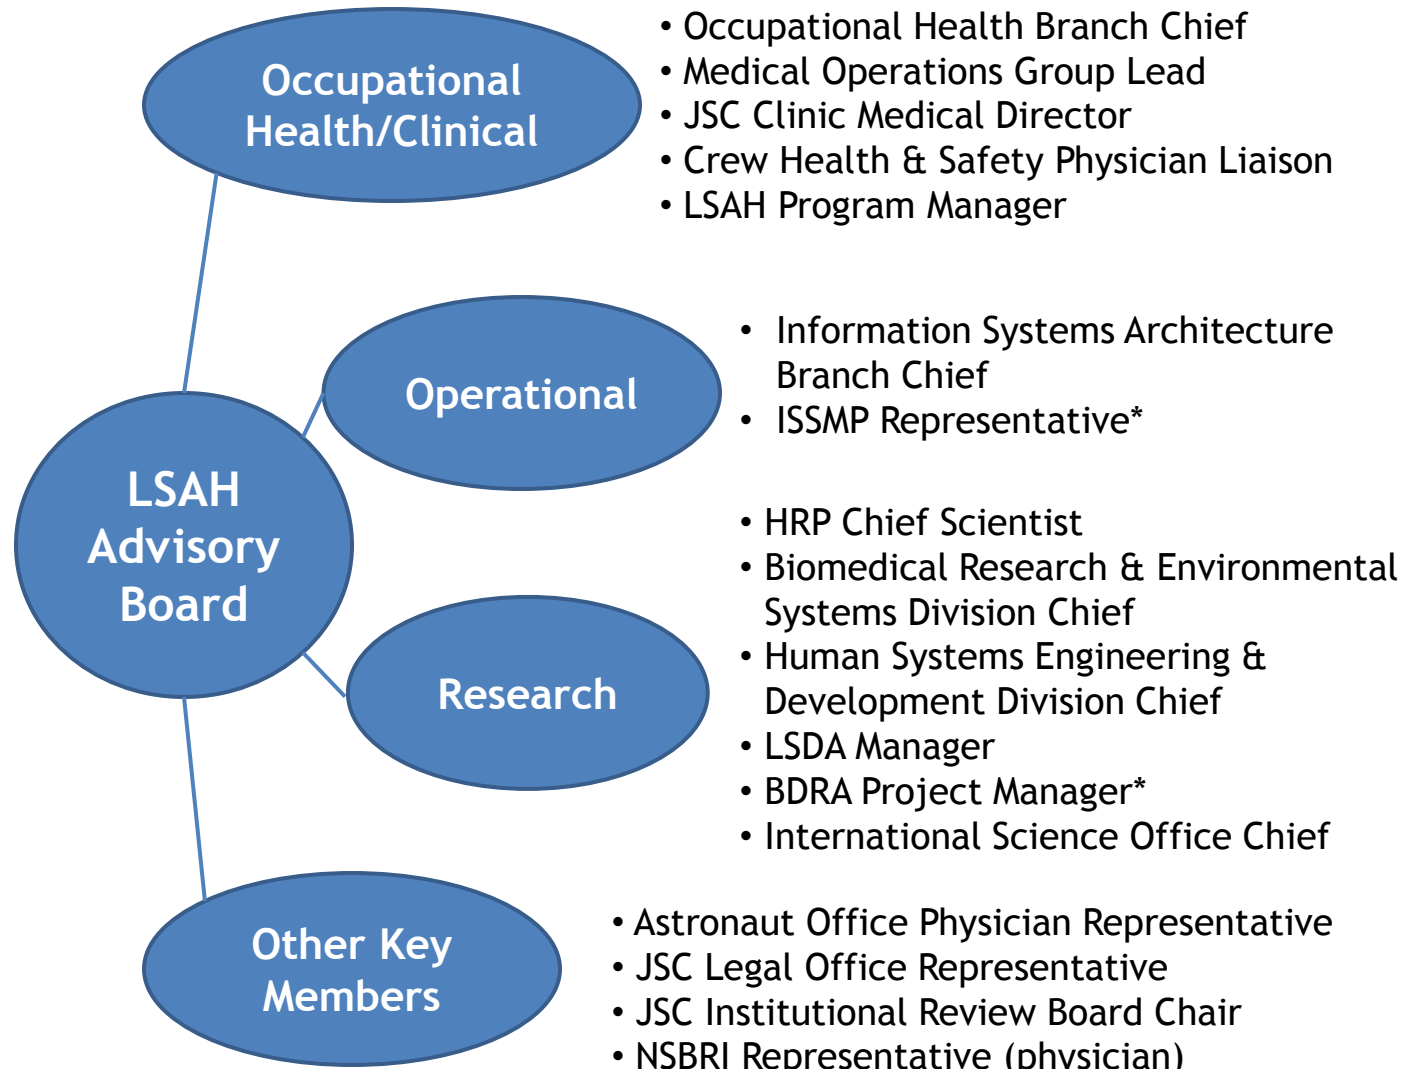 Occupational
Health/Clinical
• Occupational Health Branch Chief
• Medical Operations Group Lead
• JSC Clinic Medical Director
• Crew Health & Safety Physician Liaison
• LSAH Program Manager
Operational
• Information Systems Architecture
Branch Chief
• ISSMP Representative*
LSAH
Advisory
Board
Research
• HRP Chief Scientist
• Biomedical Research & Environmental
Systems Division Chief
• Human Systems Engineering &
Development Division Chief
• LSDA Manager
• BDRA Project Manager*
• International Science Office Chief
Other Key
Members
• Astronaut Office Physician Representative
• JSC Legal Office Representative
• JSC Institutional Review Board Chair
• NSBRI Representative (physician)